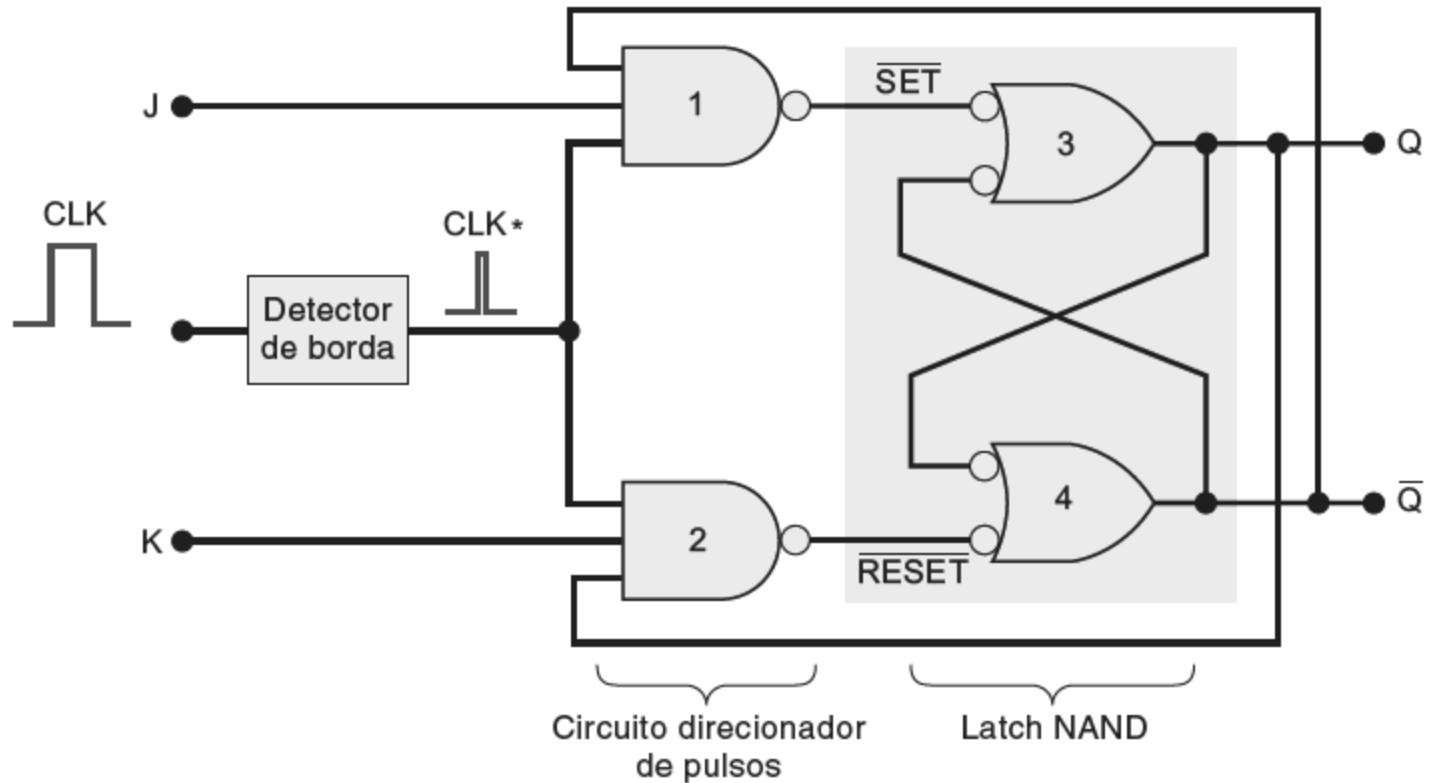 J
1
SET
3
Q
CLK
CLK*
Detector
de borda
K
2
RESET
4
Q
Circuito direcionador
de pulsos
Latch NAND